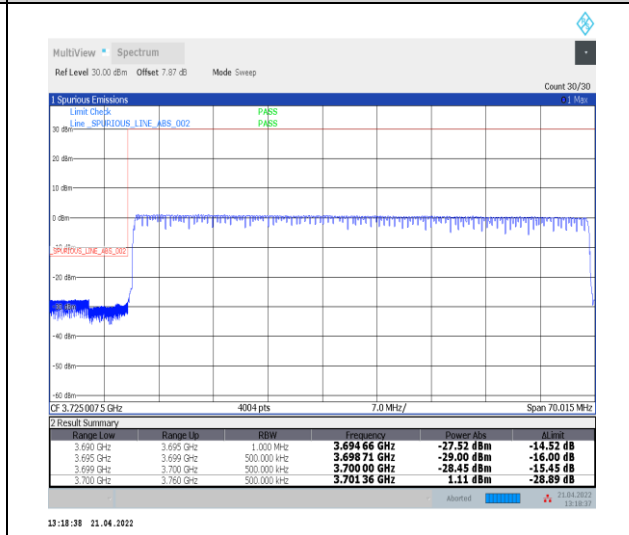 MultiView Spectrum
Ref Level 30.00 dBm Offset 7.87 dB Mode Sweep
Count 30/30
1 Spurious Emissions 1 Max
Limit Check PASS
Line _SPURIOUS_LINE_ABS_002 PASS
30 dBm
20 dBm
10 dBm
0 dBm
-10 dBm
_SPURIOUS_LINE_ABS_002
-20 dBm
-30 dBm
-40 dBm
-50 dBm
-60 dBm
CF 3.725 007 5 GHz 4004 pts 7.0 MHz/ Span 70.015 MHz
2 Result Summary
Range Low Range Up RBW Frequency Power Abs ΔLimit
3.690 GHz 3.695 GHz 1.000 MHz 3.694 66 GHz -27.52 dBm -14.52 dB
3.695 GHz 3.699 GHz 500.000 kHz 3.698 71 GHz -29.00 dBm -16.00 dB
3.699 GHz 3.700 GHz 500.000 kHz 3.700 00 GHz -28.45 dBm -15.45 dB
3.700 GHz 3.760 GHz 500.000 kHz 3.701 36 GHz 1.11 dBm -28.89 dB
Aborted 21.04.2022
13:18:37
13:18:38 21.04.2022